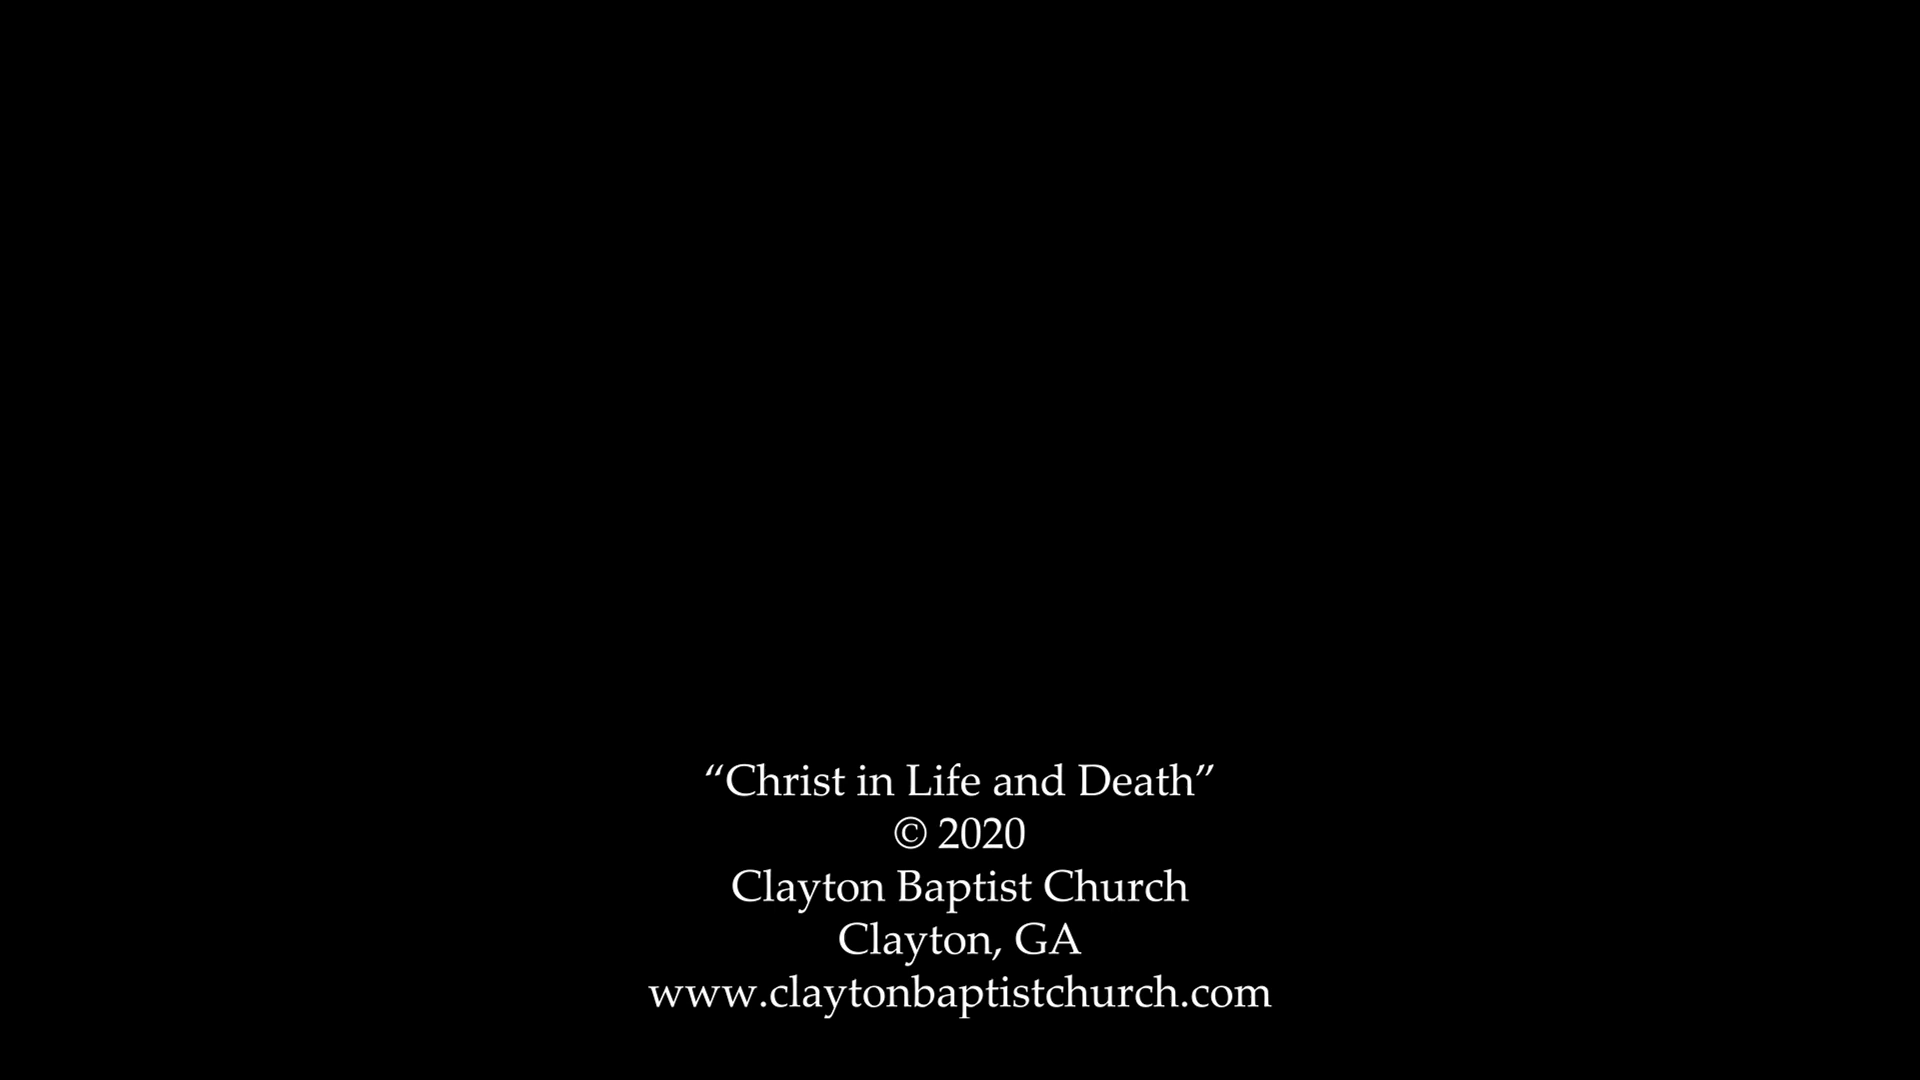 “Christ in Life and Death”
© 2020
Clayton Baptist Church
Clayton, GA
www.claytonbaptistchurch.com